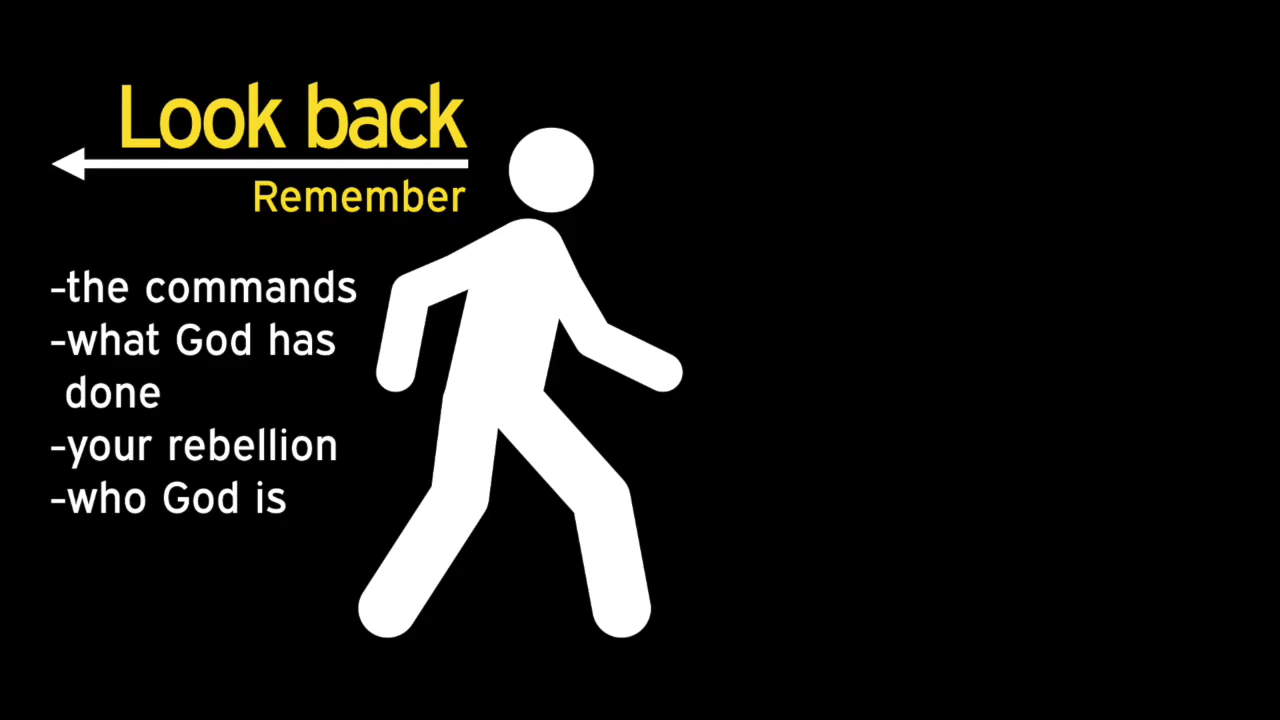 Look back
Remember
-the commands
-what God has
done
-your rebellion
-who God is